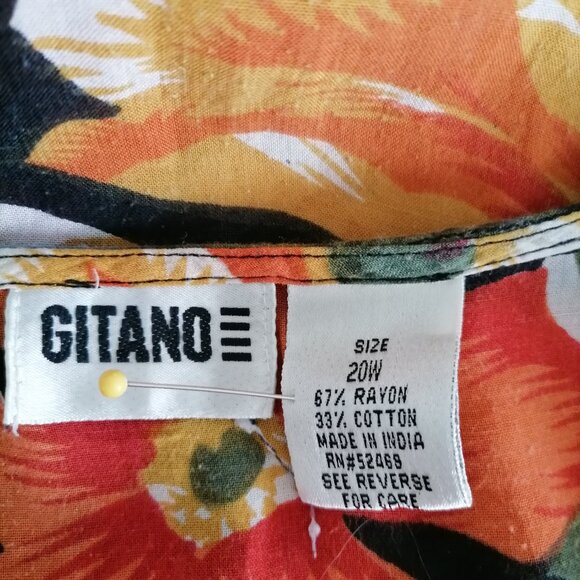 GITANO
SIZE
20W
67% RAYON
33% COTTON
MADE IN INDIA
RN#52469
SEE REVERSE
FOR CARE